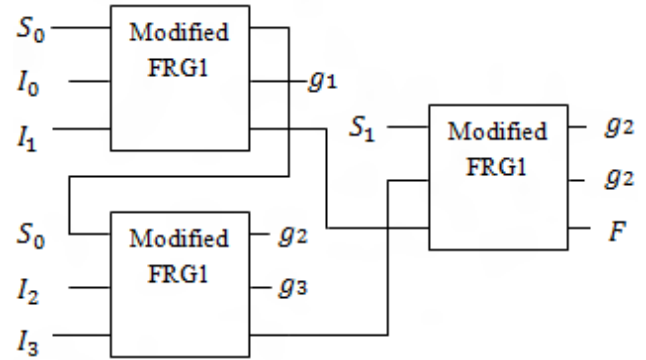 S₀
Modified
FRG1
I₀
g₁
I₁
S₁
Modified
FRG1
g₂
g₂
F
S₀
Modified
FRG1
g₂
I₂
g₃
I₃